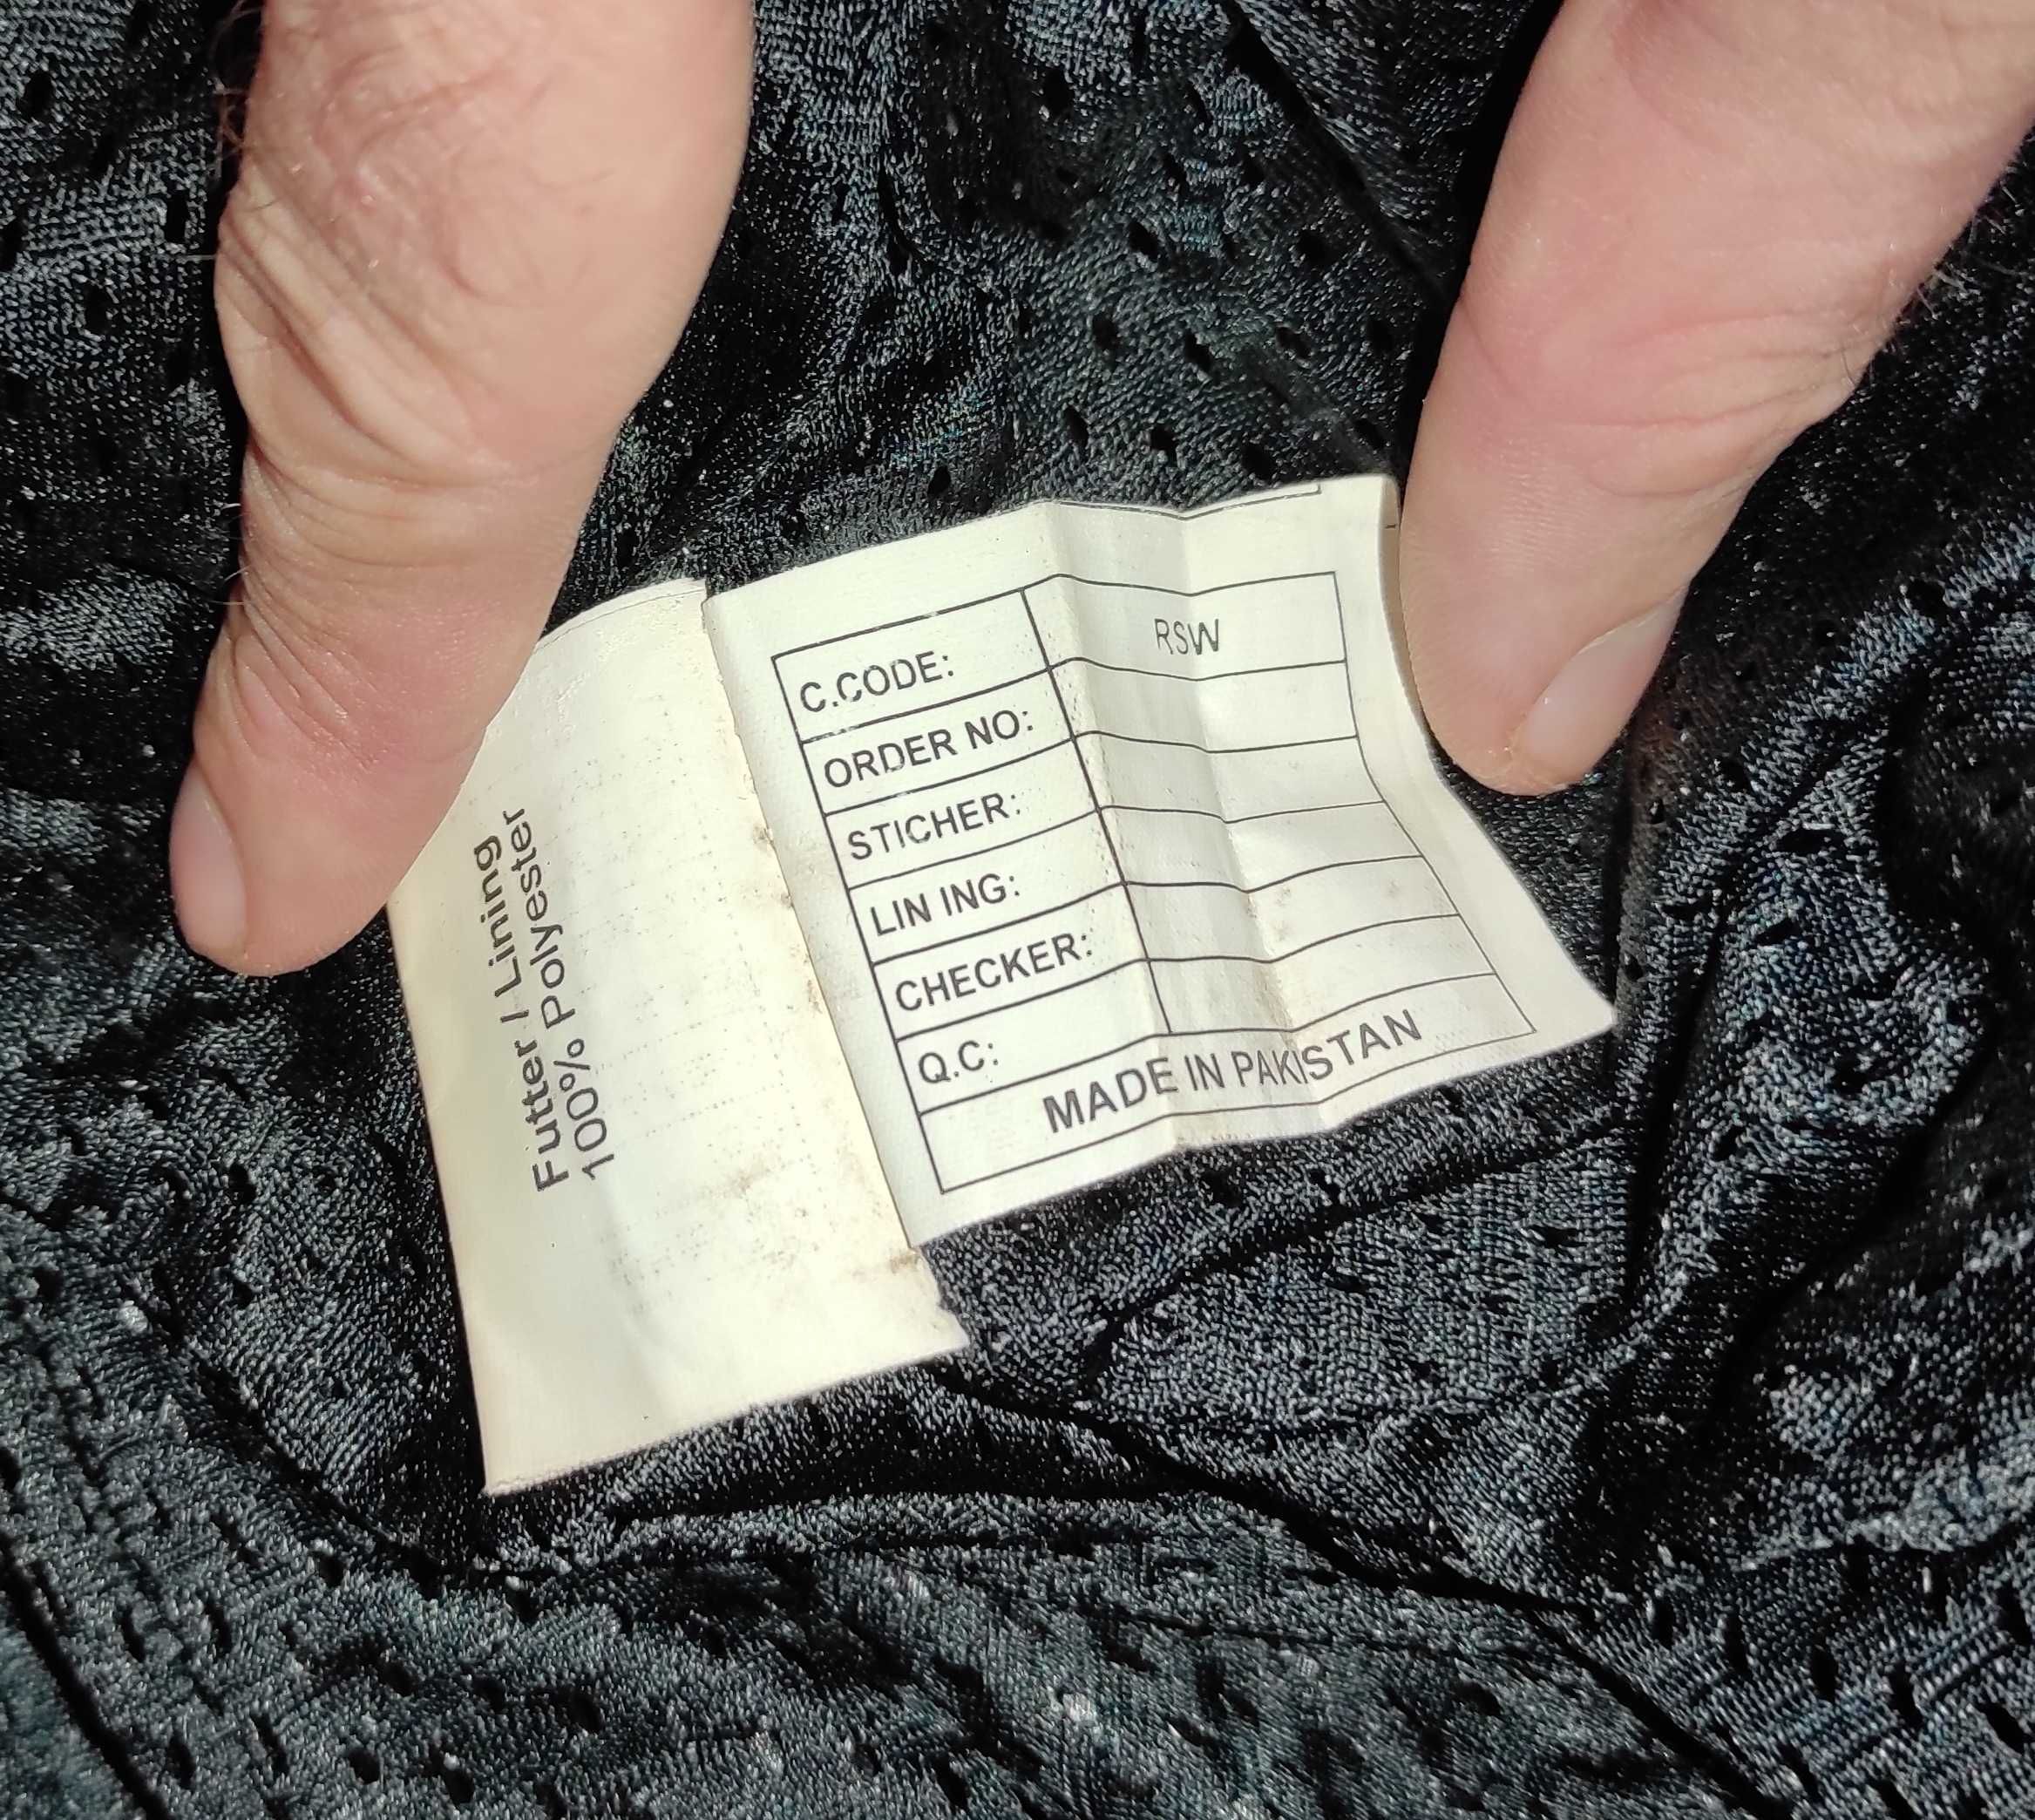 Futter / Lining
100% Polyester
C.CODE: RSW
ORDER NO:
STICHER:
LIN ING:
CHECKER:
Q.C:
MADE IN PAKISTAN